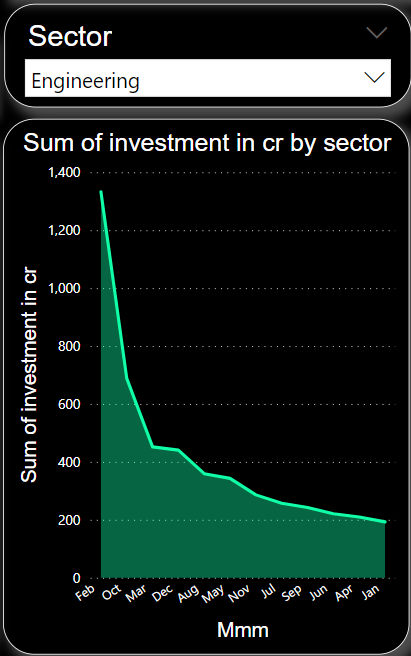 Sector
Engineering
Sum of investment in cr by sector
Sum of investment in cr
1,400
1,200
1,000
800
600
400
200
0
Feb Oct Mar Dec Aug May Nov Jul Sep Jun Apr Jan
Mmm